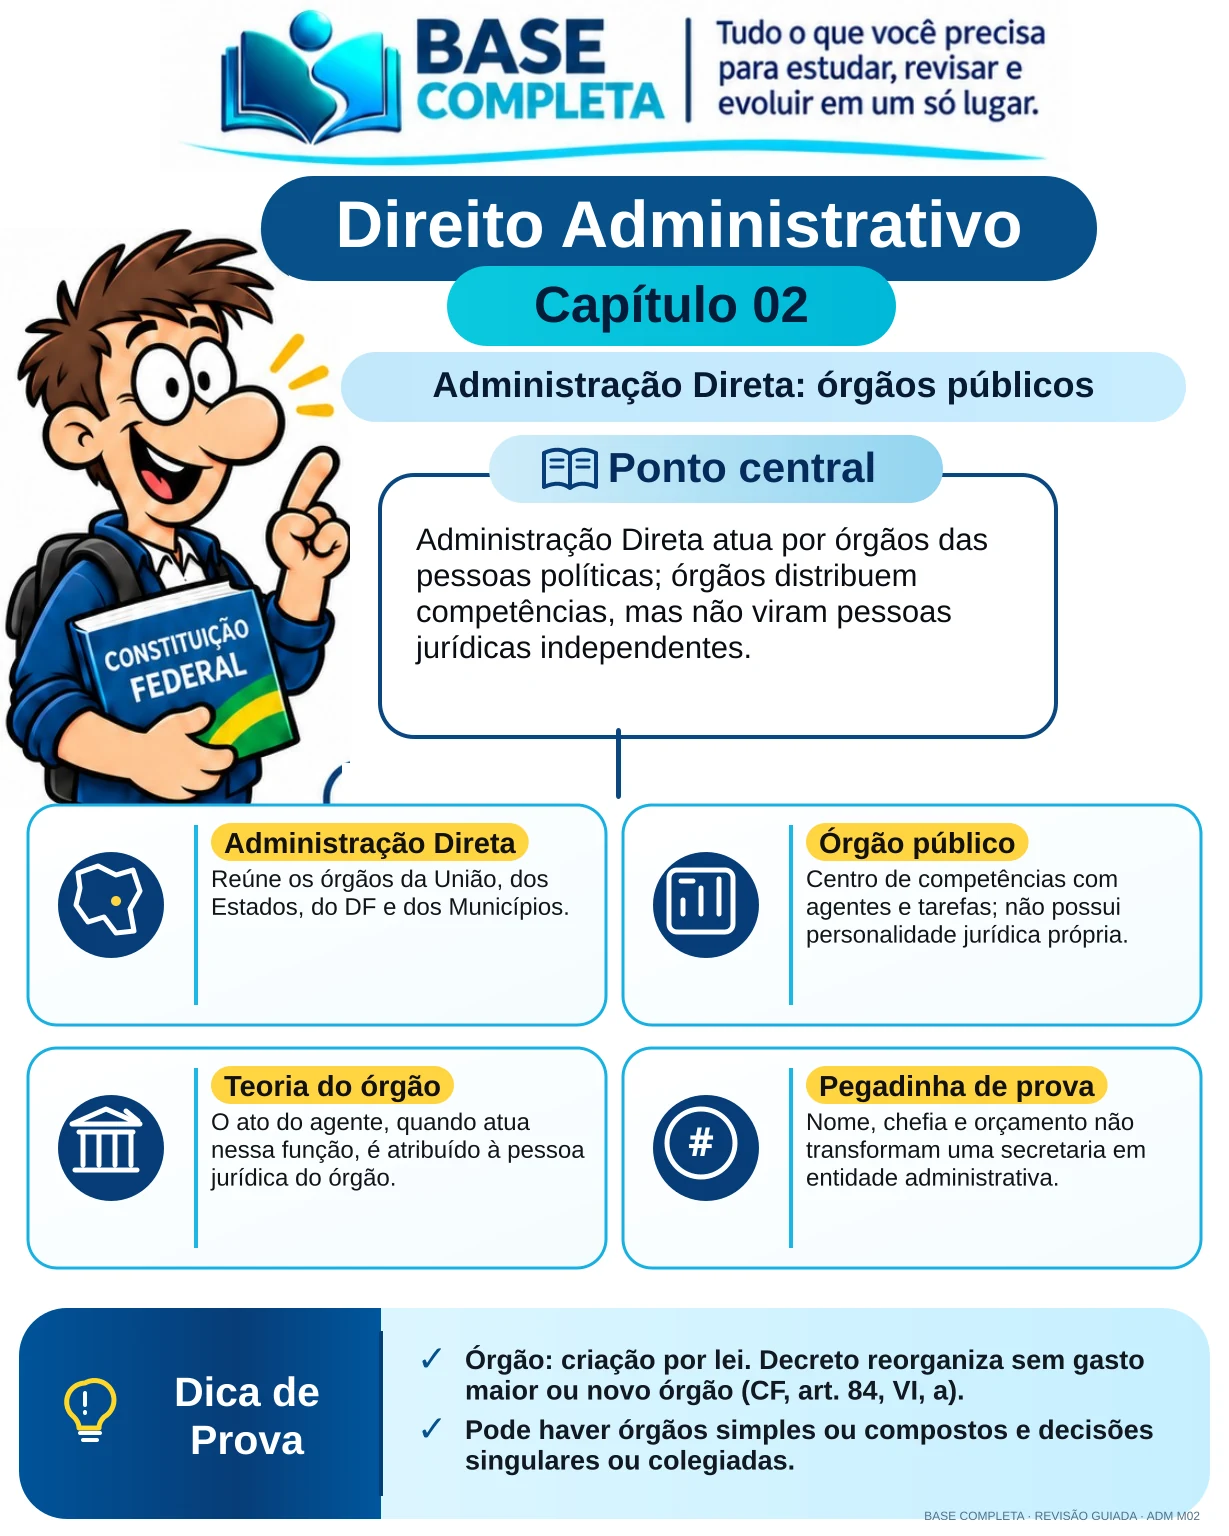 BASE
COMPLETA
Tudo o que você precisa
para estudar, revisar e
evoluir em um só lugar.
Direito Administrativo
Capítulo 02
Administração Direta: órgãos públicos
Ponto central
Administração Direta atua por órgãos das
pessoas políticas; órgãos distribuem
competências, mas não viram pessoas
jurídicas independentes.
CONSTITUIÇÃO
FEDERAL
Administração Direta
Reúne os órgãos da União, dos
Estados, do DF e dos Municípios.
Órgão público
Centro de competências com
agentes e tarefas; não possui
personalidade jurídica própria.
Teoria do órgão
O ato do agente, quando atua
nessa função, é atribuído à pessoa
jurídica do órgão.
#
Pegadinha de prova
Nome, chefia e orçamento não
transformam uma secretaria em
entidade administrativa.
Dica de
Prova
✓ Órgão: criação por lei. Decreto reorganiza sem gasto
maior ou novo órgão (CF, art. 84, VI, a).
✓ Pode haver órgãos simples ou compostos e decisões
singulares ou colegiadas.
BASE COMPLETA · REVISÃO GUIADA · ADM M02